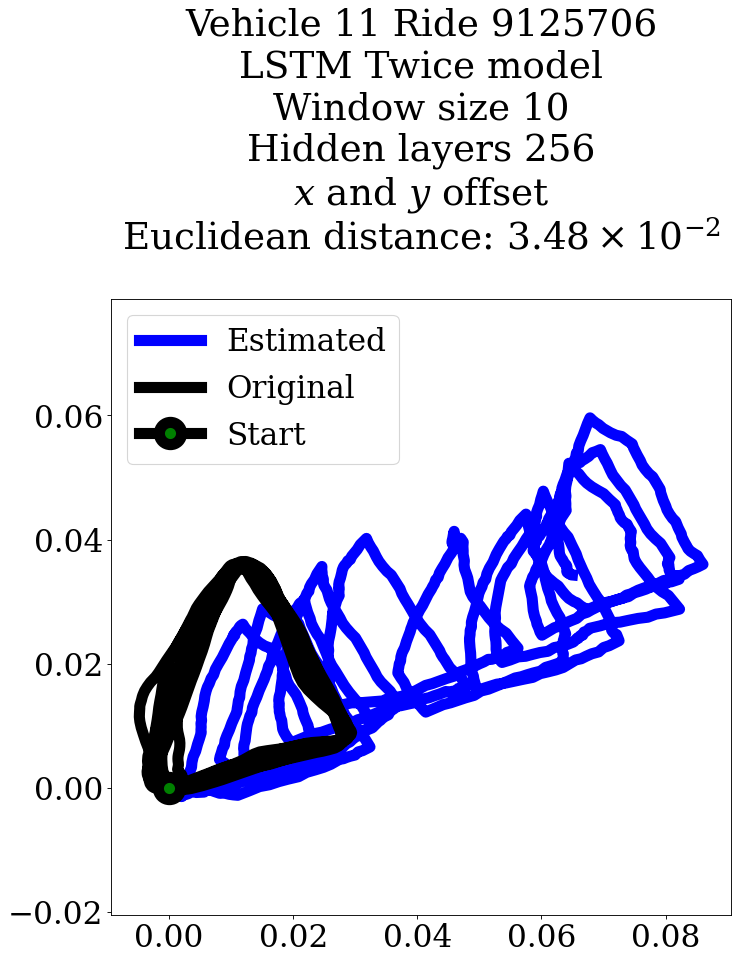 Vehicle 11 Ride 9125706
LSTM Twice model
Window size 10
Hidden layers 256
x and y offset
Euclidean distance: 3.48 × 10⁻²
Estimated
Original
Start
0.06
0.04
0.02
0.00
−0.02
0.00 0.02 0.04 0.06 0.08